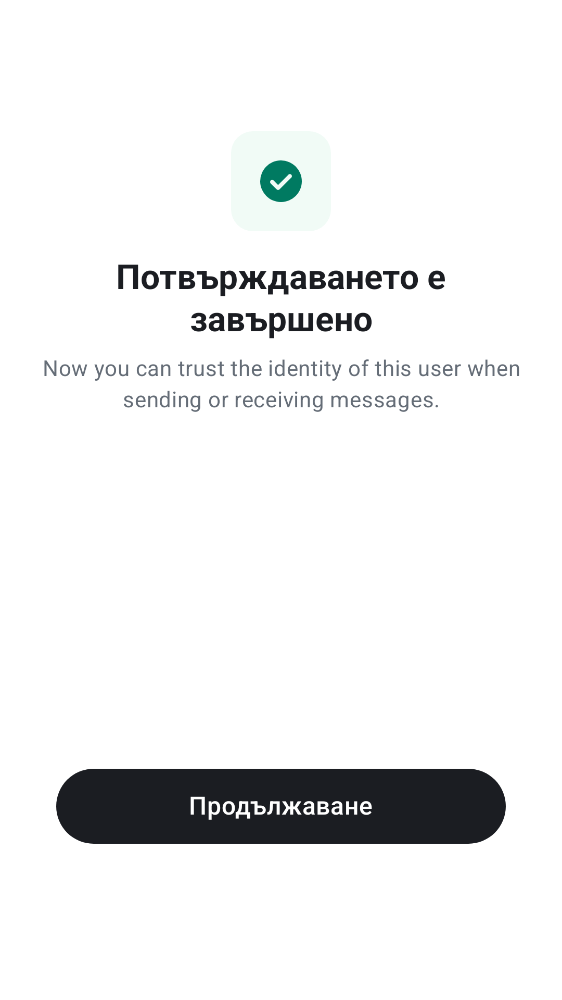 Потвърждаването е
завършено
Now you can trust the identity of this user when
sending or receiving messages.
Продължаване